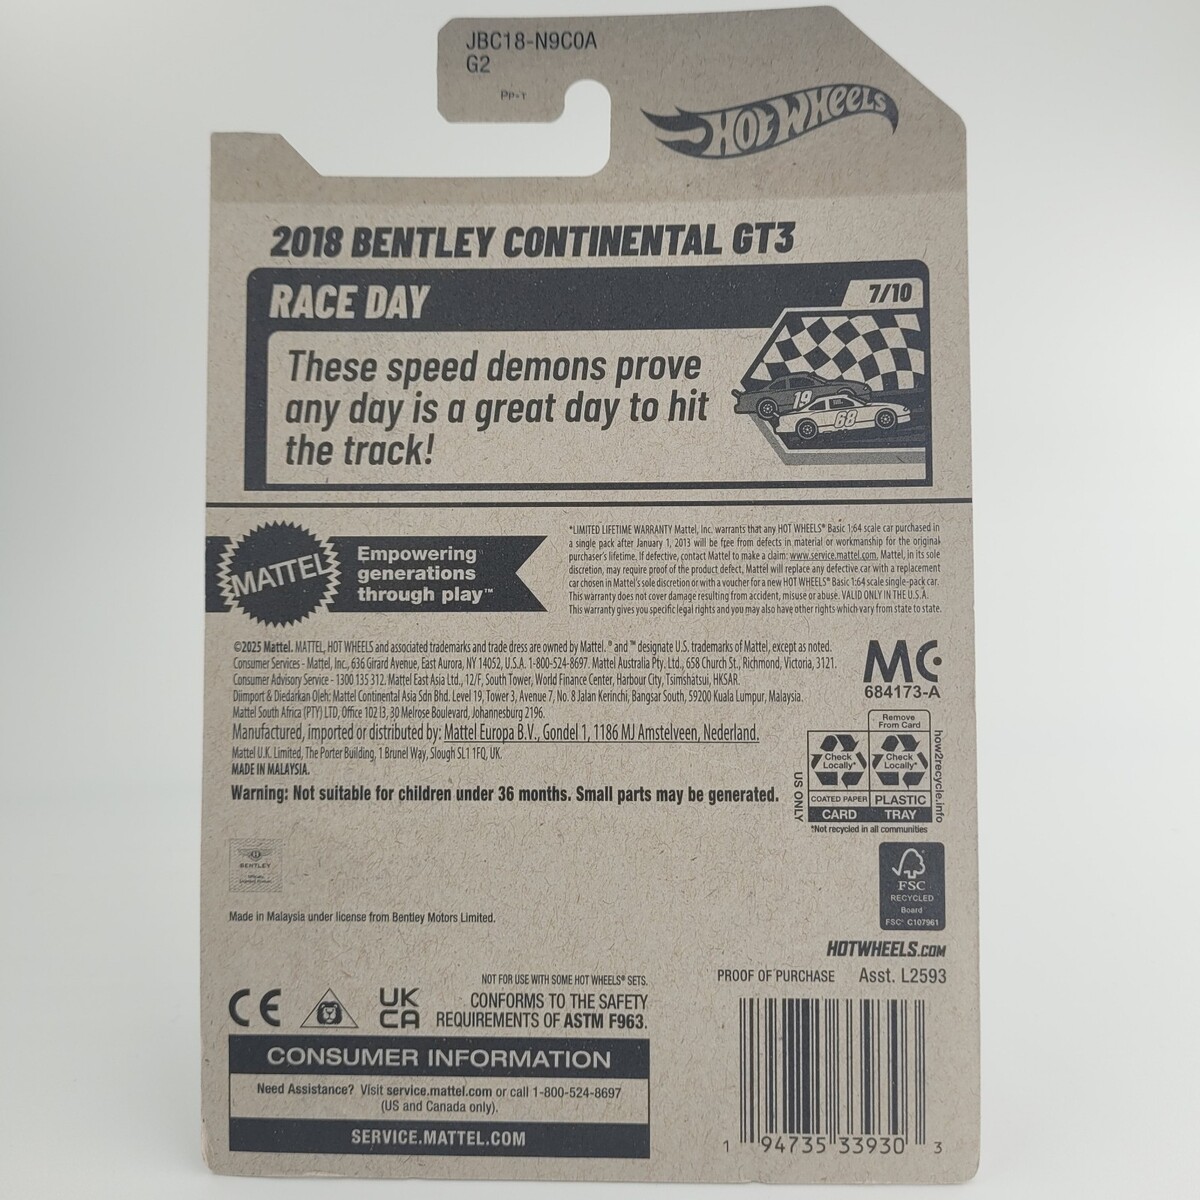 JBC18-N9C0A
G2
HOT WHEELS
2018 BENTLEY CONTINENTAL GT3
RACE DAY
7/10
These speed demons prove
any day is a great day to hit
the track!
19
68
MATTEL
Empowering
generations
through play™
*LIMITED LIFETIME WARRANTY Mattel, Inc. warrants that any HOT WHEELS® Basic 1:64 scale car purchased in
a single pack after January 1, 2013 will be free from defects in material or workmanship for the original
purchaser's lifetime. If defective, contact Mattel to make a claim: www.service.mattel.com. Mattel, in its sole
discretion, may require proof of the product defect, Mattel will replace any defective car with a replacement
car chosen in Mattel's sole discretion or with a voucher for a new HOT WHEELS® Basic 1:64 scale single-pack car.
This warranty does not cover damage resulting from accident, misuse or abuse. VALID ONLY IN THE U.S.A.
This warranty gives you specific legal rights and you may also have other rights which vary from state to state.
©2025 Mattel. MATTEL, HOT WHEELS and associated trademarks and trade dress are owned by Mattel. ® and ™ designate U.S. trademarks of Mattel, except as noted.
Consumer Services - Mattel, Inc., 636 Girard Avenue, East Aurora, NY 14052, U.S.A. 1-800-524-8697. Mattel Australia Pty. Ltd., 658 Church St., Richmond, Victoria, 3121.
Consumer Advisory Service - 1300 135 312. Mattel East Asia Ltd., 12/F, South Tower, World Finance Center, Harbour City, Tsimshatsui, HKSAR.
Diimport & Diedarkan Oleh: Mattel Continental Asia Sdn Bhd. Level 19, Tower 3, Avenue 7, No. 8 Jalan Kerinchi, Bangsar South, 59200 Kuala Lumpur, Malaysia.
Mattel South Africa (PTY) LTD, Office 102 I3, 30 Melrose Boulevard, Johannesburg 2196.
Manufactured, imported or distributed by: Mattel Europa B.V., Gondel 1, 1186 MJ Amstelveen, Nederland.
Mattel U.K. Limited, The Porter Building, 1 Brunel Way, Slough SL1 1FQ, UK.
MADE IN MALAYSIA.
Warning: Not suitable for children under 36 months. Small parts may be generated.
MC
684173-A
Remove
From Card
Check
Locally*
Check
Locally*
COATED PAPER
PLASTIC
CARD
TRAY
US ONLY
how2recycle.info
*Not recycled in all communities
BENTLEY
FSC
RECYCLED
Board
FSC® C107961
Made in Malaysia under license from Bentley Motors Limited.
HOTWHEELS.COM
PROOF OF PURCHASE Asst. L2593
NOT FOR USE WITH SOME HOT WHEELS® SETS.
CE
UK
CA
CONFORMS TO THE SAFETY
REQUIREMENTS OF ASTM F963.
CONSUMER INFORMATION
Need Assistance? Visit service.mattel.com or call 1-800-524-8697
(US and Canada only).
SERVICE.MATTEL.COM
1 94735 33930 3